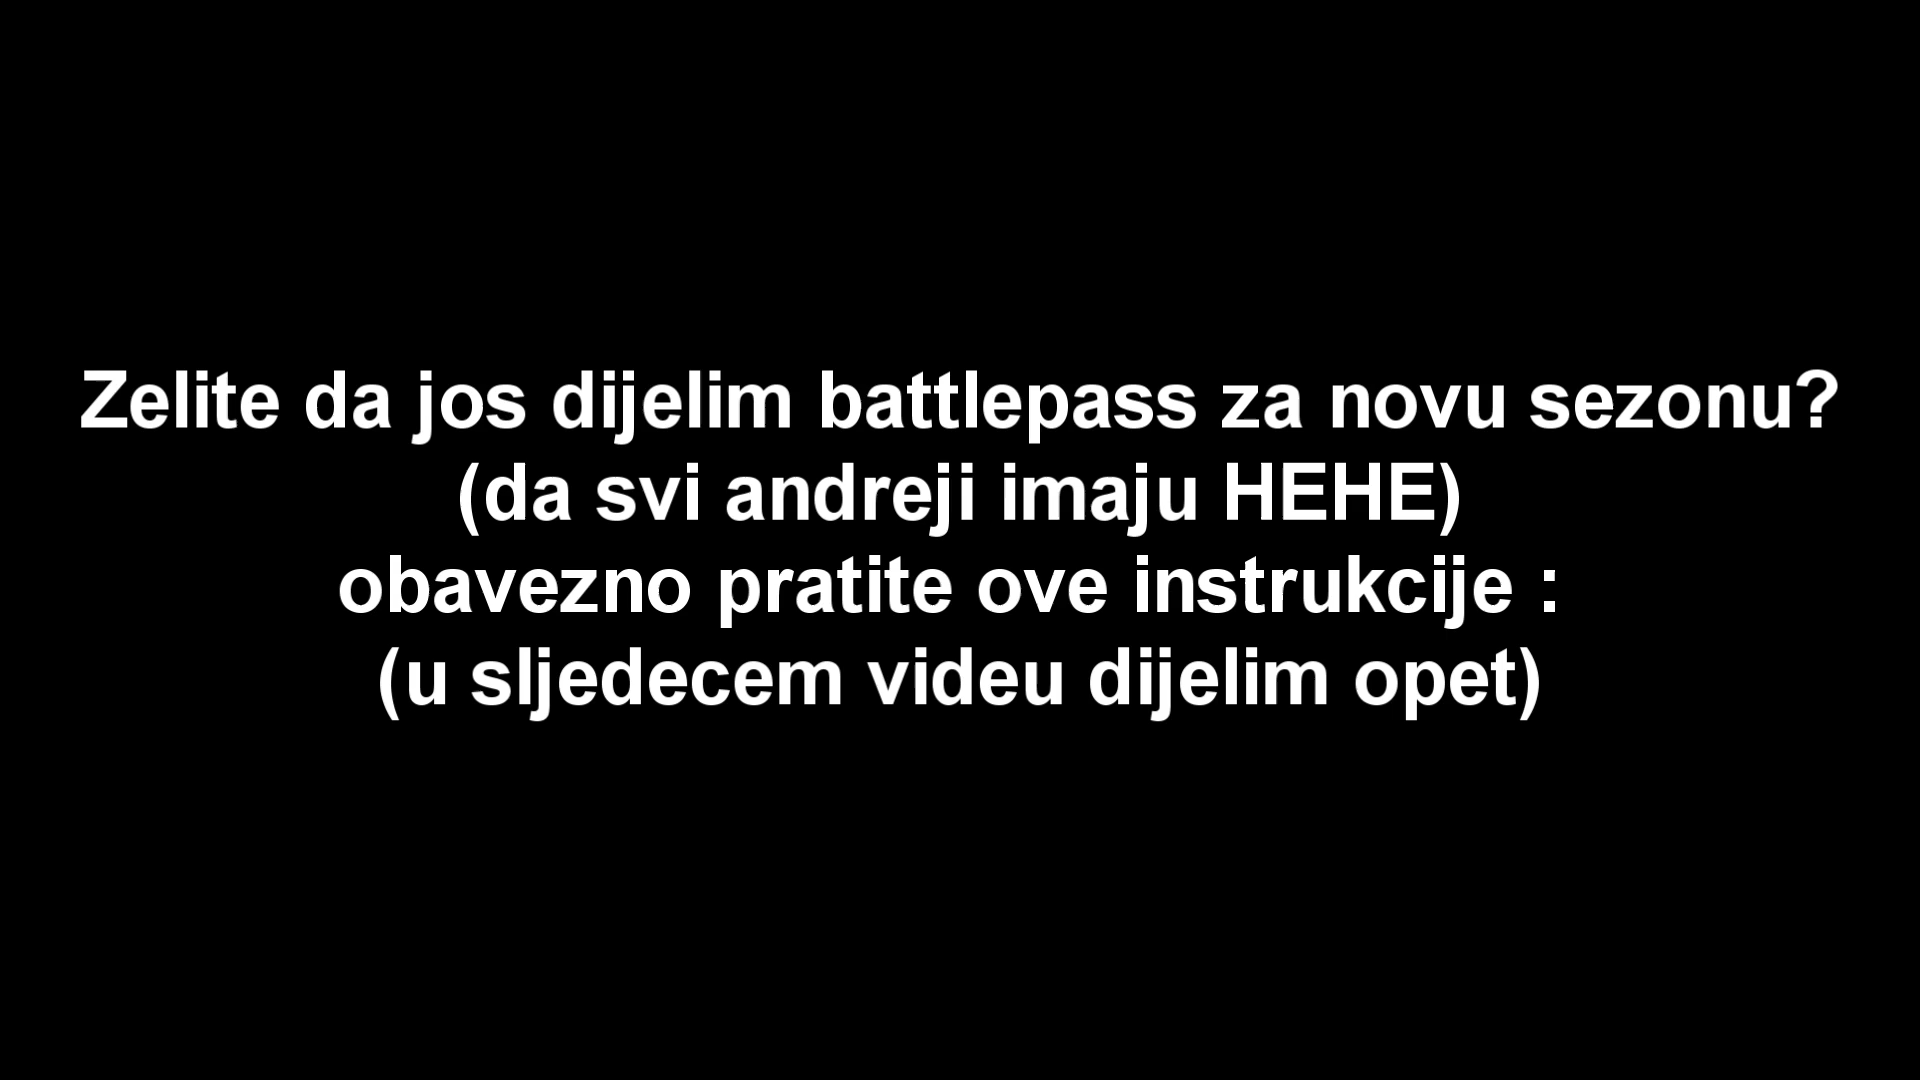 Zelite da jos dijelim battlepass za novu sezonu?
(da svi andreji imaju HEHE)
obavezno pratite ove instrukcije :
(u sljedecem videu dijelim opet)